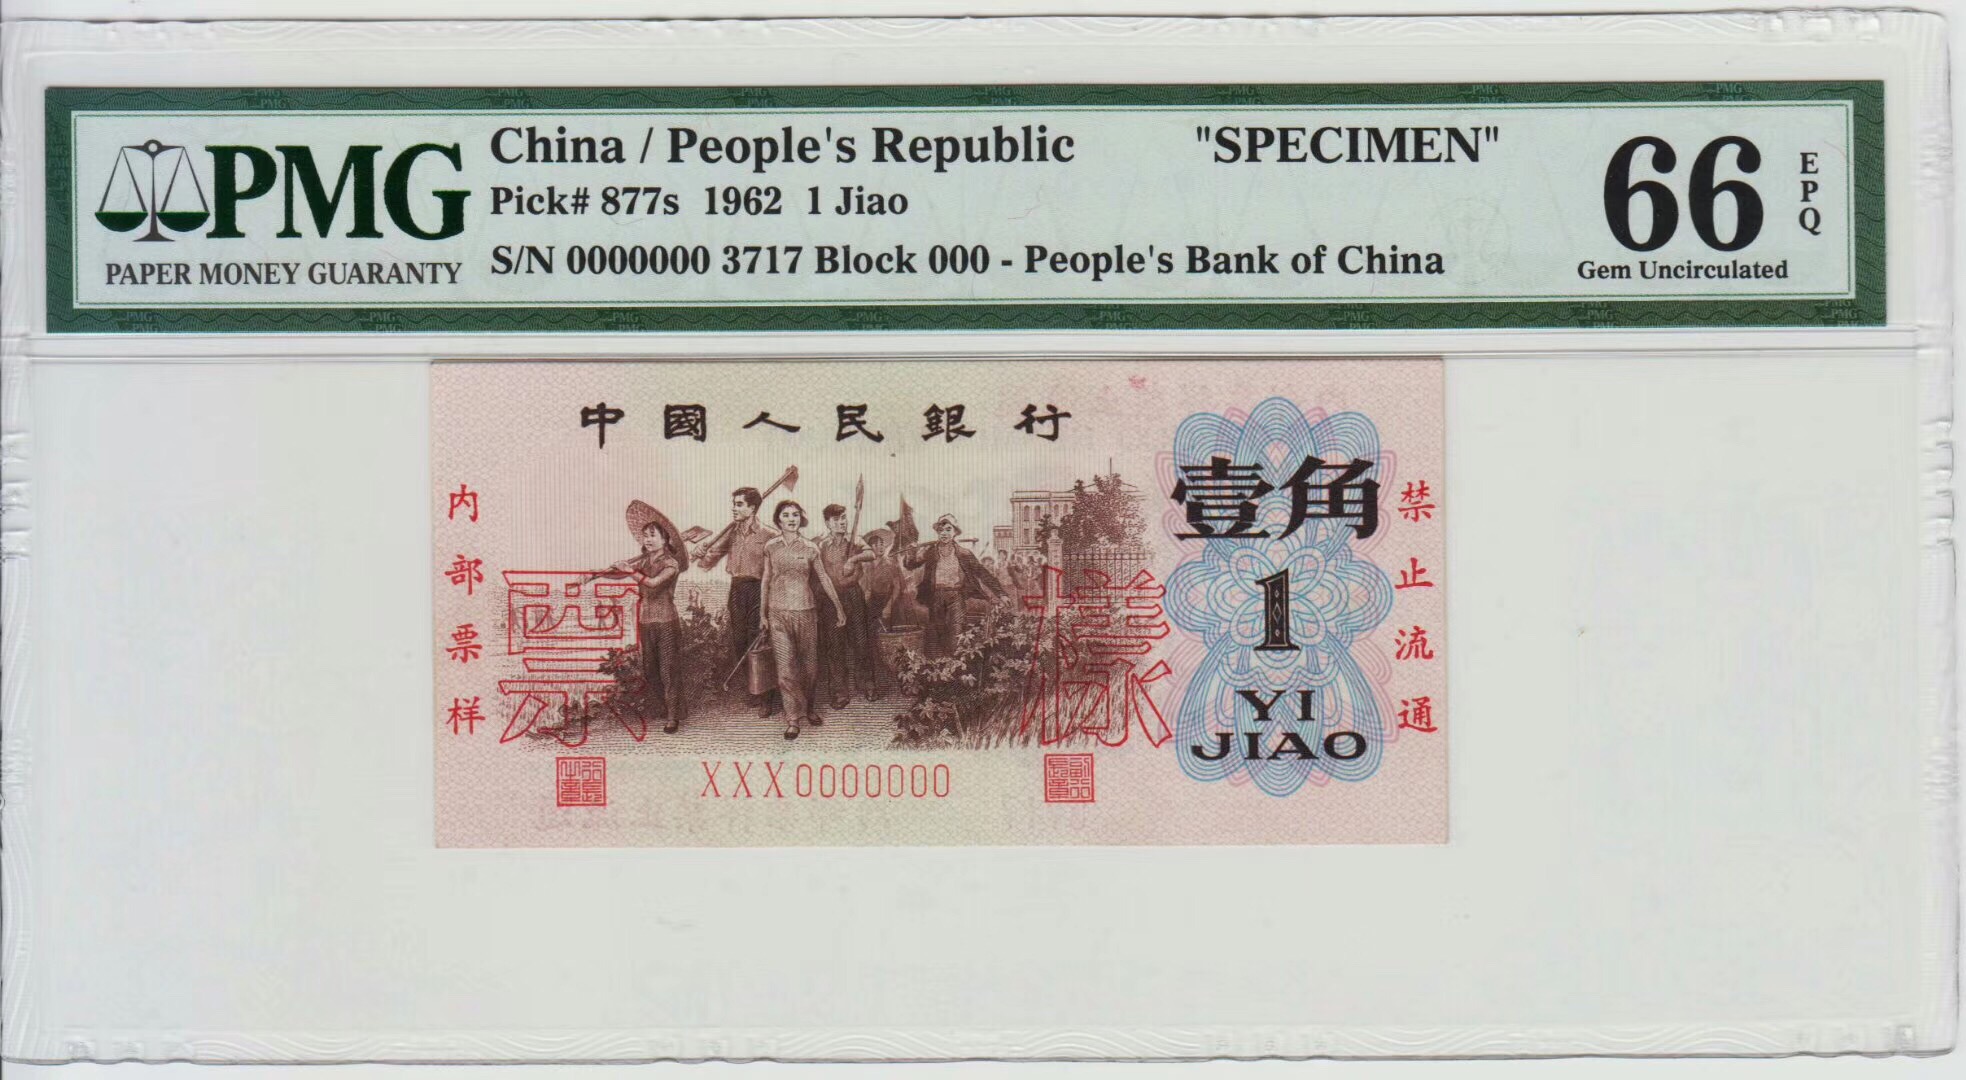 PMG
PAPER MONEY GUARANTY
China / People's Republic "SPECIMEN"
Pick# 877s 1962 1 Jiao
S/N 0000000 3717 Block 000 - People's Bank of China
66
EPQ
Gem Uncirculated
中國人民銀行
内部票样
票樣
壹角
1
YI
JIAO
禁止流通
XXX0000000